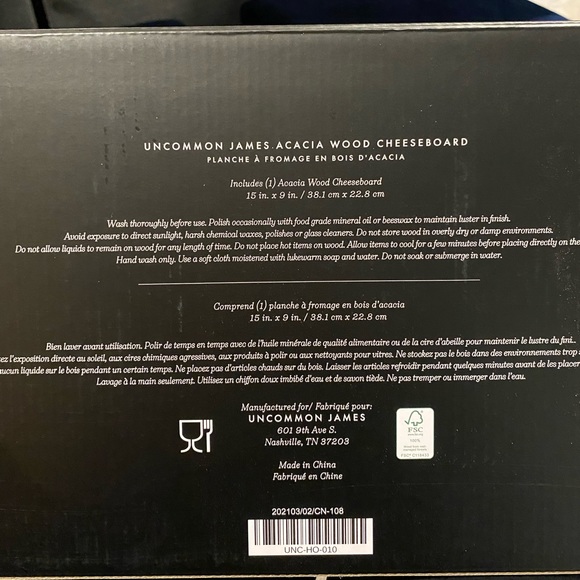 UNCOMMON JAMES ACACIA WOOD CHEESEBOARD
PLANCHE À FROMAGE EN BOIS D'ACACIA
Includes (1) Acacia Wood Cheeseboard
15 in. x 9 in. / 38.1 cm x 22.8 cm
Wash thoroughly before use. Polish occasionally with food grade mineral oil or beeswax to maintain luster in finish.
Avoid exposure to direct sunlight, harsh chemical waxes, polishes or glass cleaners. Do not store wood in overly dry or damp environments.
Do not allow liquids to remain on wood for any length of time. Do not place hot items on wood. Allow items to cool for a few minutes before placing directly on the
Hand wash only. Use a soft cloth moistened with lukewarm soap and water. Do not soak or submerge in water.
Comprend (1) planche à fromage en bois d'acacia
15 in. x 9 in. / 38.1 cm x 22.8 cm
Bien laver avant utilisation. Polir de temps en temps avec de l'huile minérale de qualité alimentaire ou de la cire d'abeille pour maintenir le lustre du fini..
l'exposition directe au soleil, aux cires chimiques agressives, aux produits à polir ou aux nettoyants pour vitres. Ne stockez pas le bois dans des environnements trop
liquide sur le bois pendant un certain temps. Ne placez pas d'articles chauds sur du bois. Laisser les articles refroidir pendant quelques minutes avant de les placer
Lavage à la main seulement. Utilisez un chiffon doux imbibé d'eau et de savon tiède. Ne pas tremper ou immerger dans l'eau.
Manufactured for/ Fabriqué pour:
UNCOMMON JAMES
601 9th Ave S.
Nashville, TN 37203
FSC
100%
Made in China
Fabriqué en Chine
202103/02/CN-108
UNC-HO-010